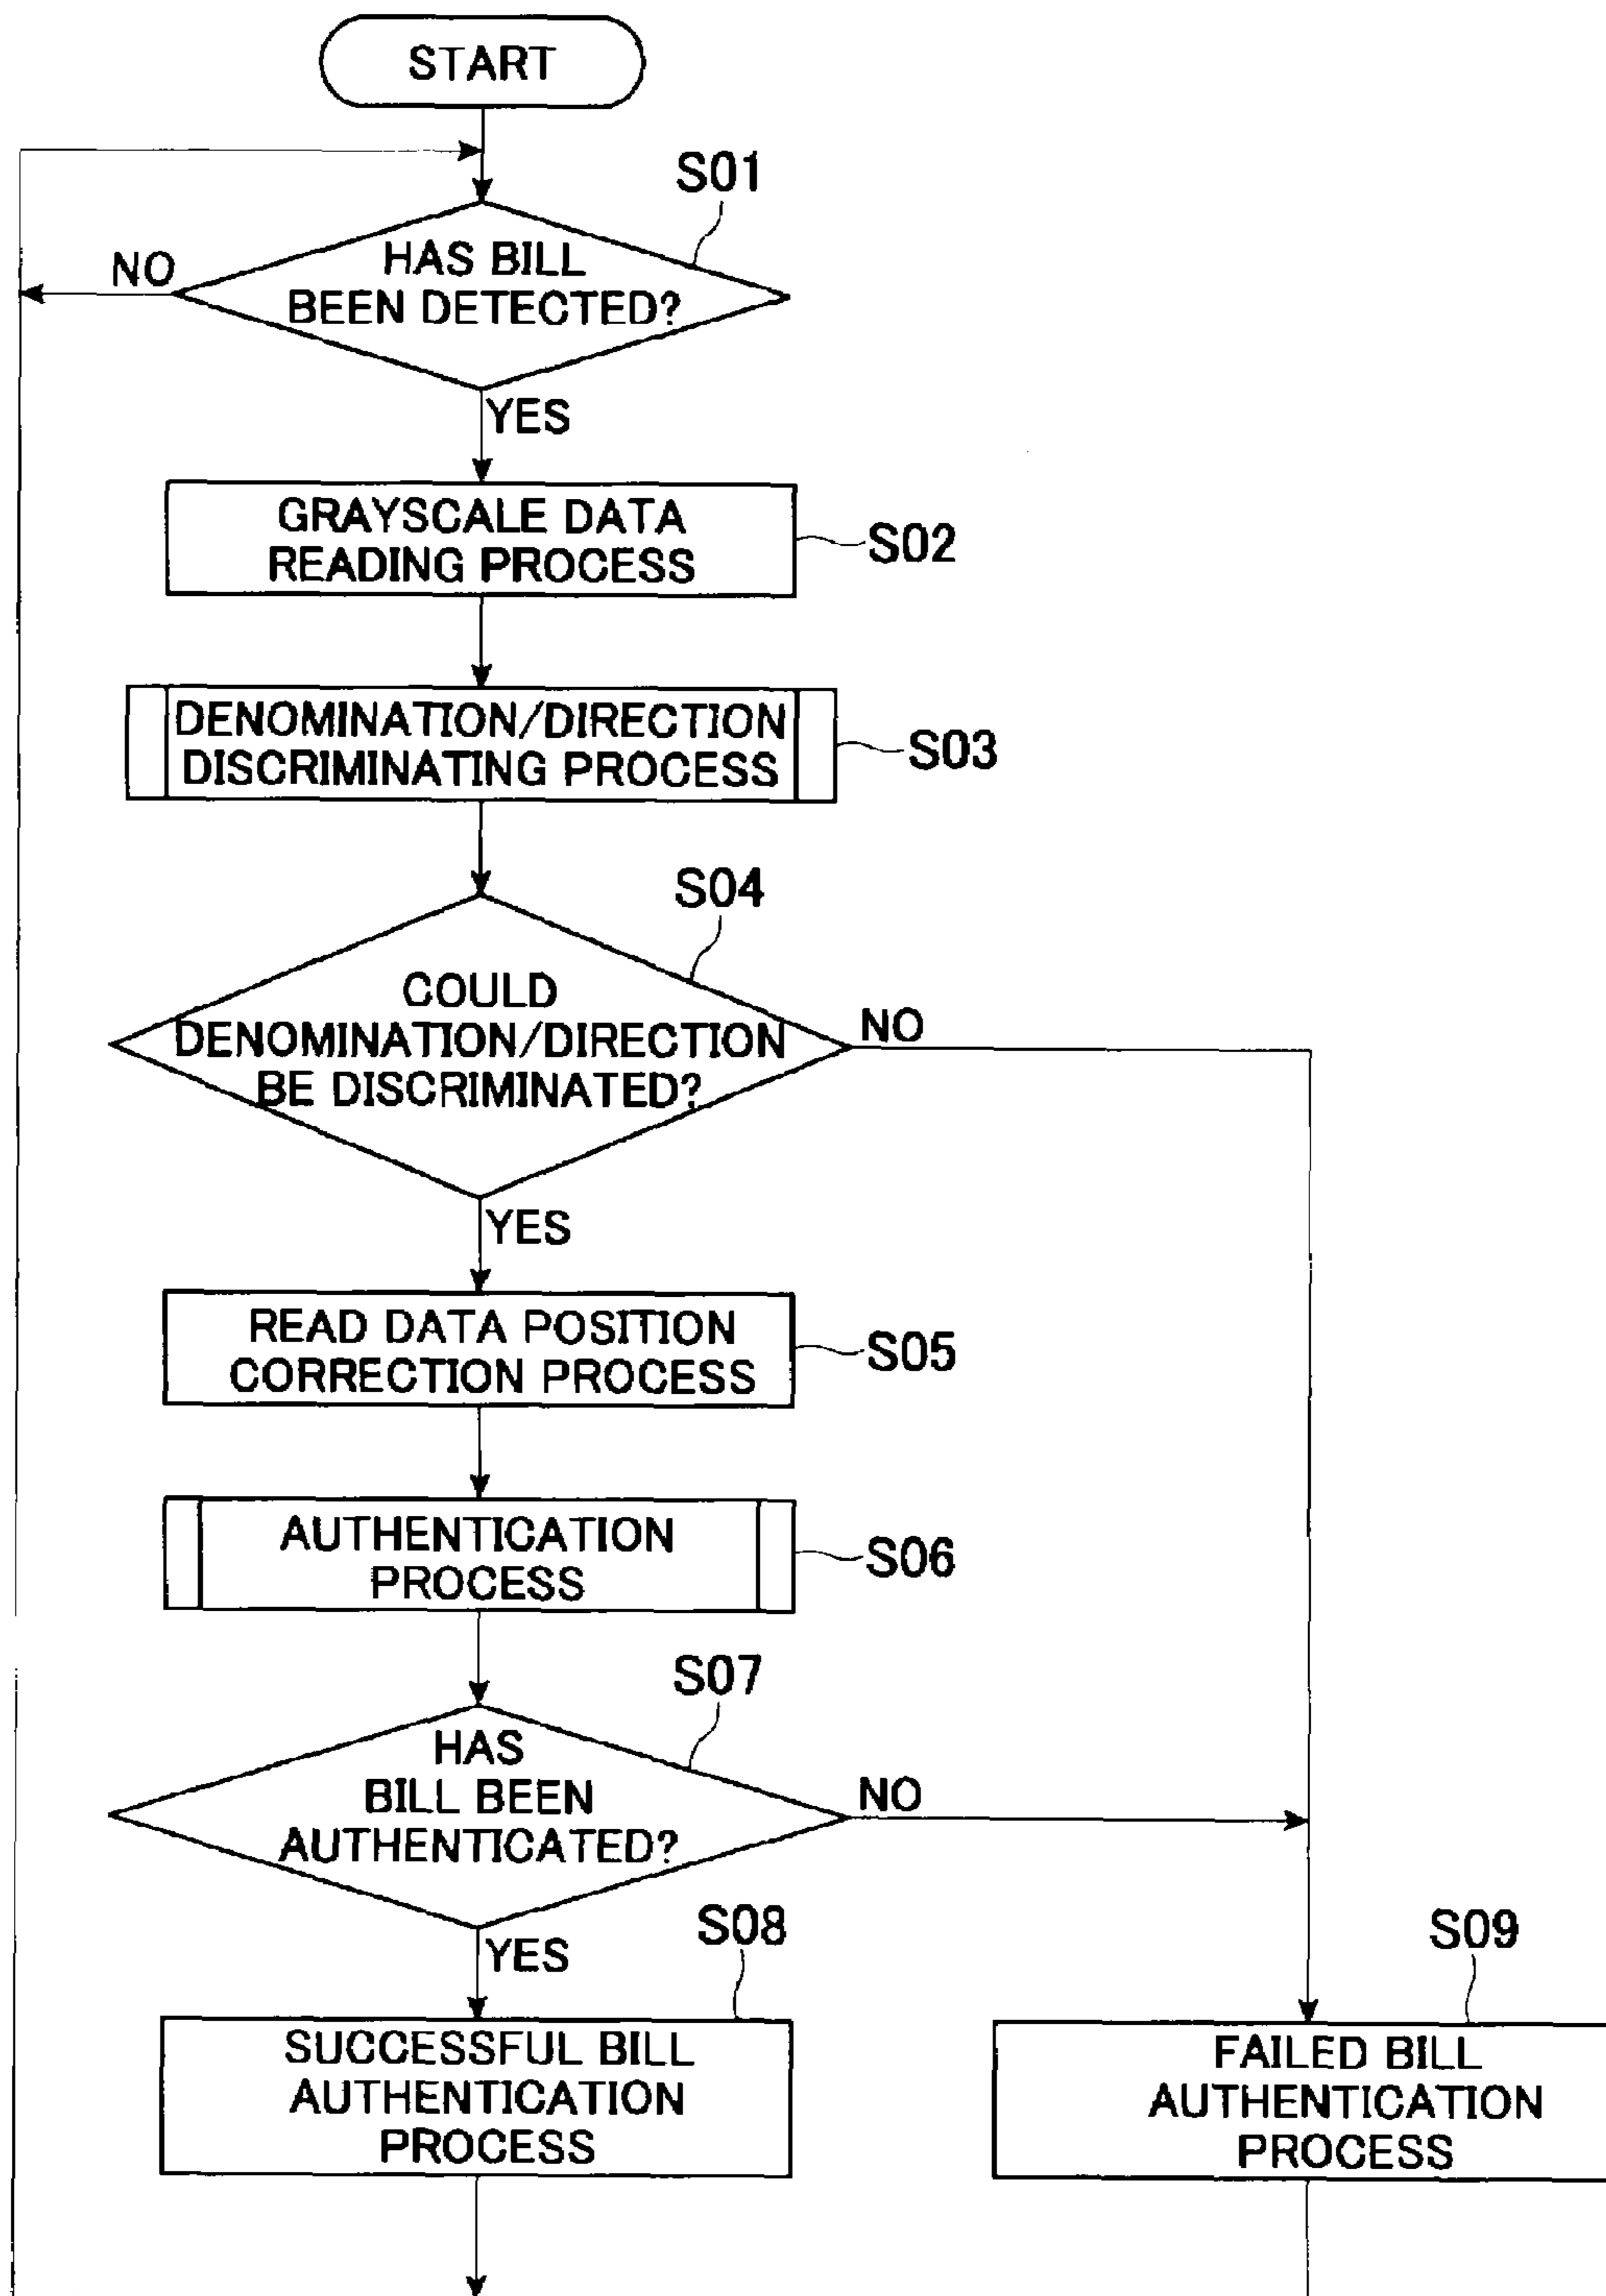 START
S01
HAS BILL
BEEN DETECTED?
NO
YES
GRAYSCALE DATA
READING PROCESS
S02
DENOMINATION/DIRECTION
DISCRIMINATING PROCESS
S03
S04
COULD
DENOMINATION/DIRECTION
BE DISCRIMINATED?
NO
YES
READ DATA POSITION
CORRECTION PROCESS
S05
AUTHENTICATION
PROCESS
S06
S07
HAS
BILL BEEN
AUTHENTICATED?
NO
YES
S08
SUCCESSFUL BILL
AUTHENTICATION
PROCESS
S09
FAILED BILL
AUTHENTICATION
PROCESS